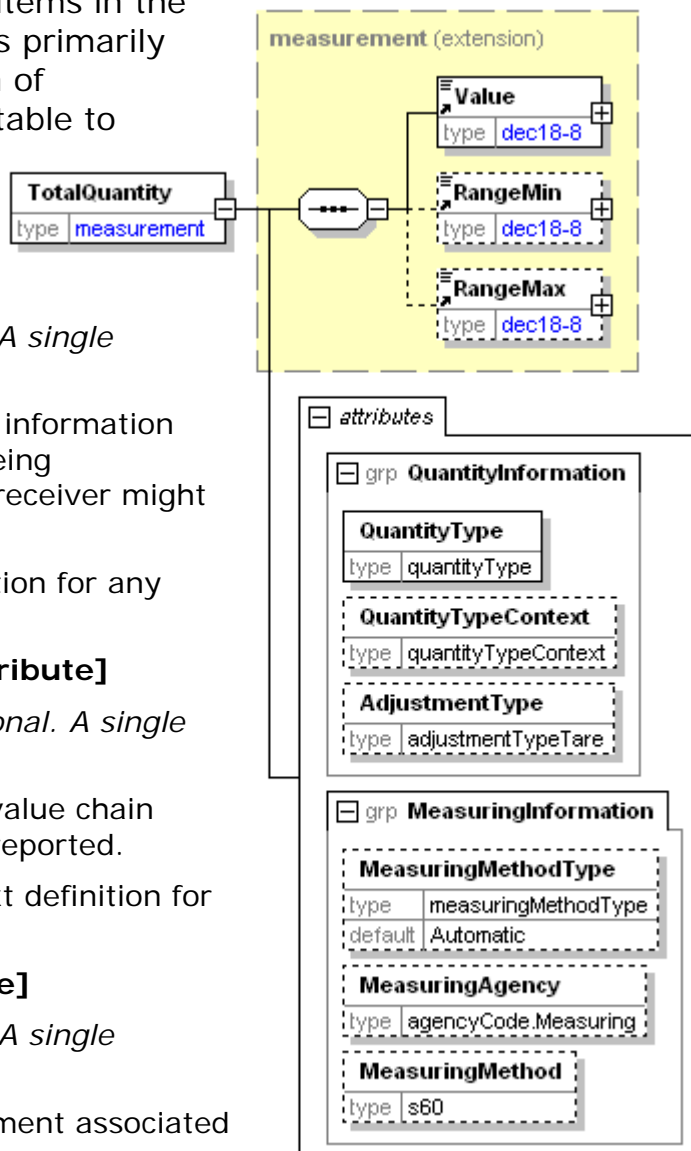 items in the
s primarily
n of
table to
A single
information
eing
receiver might
tion for any
ribute]
onal. A single
value chain
reported.
xt definition for
e]
A single
ment associated
measurement (extension)
TotalQuantity
type measurement
Value
type dec18-8
RangeMin
type dec18-8
RangeMax
type dec18-8
attributes
grp QuantityInformation
QuantityType
type quantityType
QuantityTypeContext
type quantityTypeContext
AdjustmentType
type adjustmentTypeTare
grp MeasuringInformation
MeasuringMethodType
type measuringMethodType
default Automatic
MeasuringAgency
type agencyCode.Measuring
MeasuringMethod
type s60